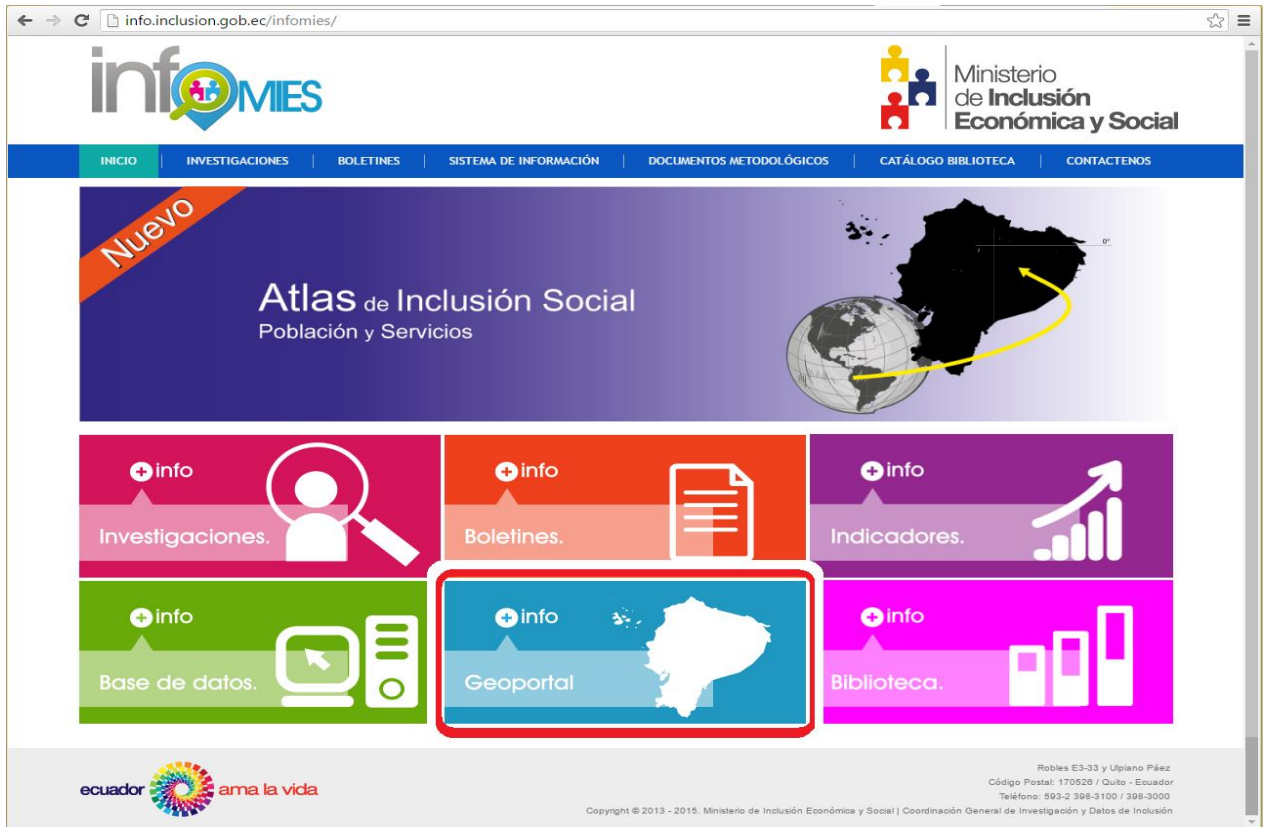 info.inclusion.gob.ec/infomies/
infoMIES
Ministerio
de Inclusión
Económica y Social
INICIO | INVESTIGACIONES | BOLETINES | SISTEMA DE INFORMACIÓN | DOCUMENTOS METODOLÓGICOS | CATÁLOGO BIBLIOTECA | CONTACTENOS
Nuevo
Atlas de Inclusión Social
Población y Servicios
0°
+ info
Investigaciones.
+ info
Boletines.
+ info
Indicadores.
+ info
Base de datos.
+ info
Geoportal
+ info
Biblioteca.
ecuador ama la vida
Robles E3-33 y Ulpiano Páez
Código Postal: 170526 / Quito - Ecuador
Teléfono: 593-2 398-3100 / 398-3000
Copyright © 2013 - 2015. Ministerio de Inclusión Económica y Social | Coordinación General de Investigación y Datos de Inclusión